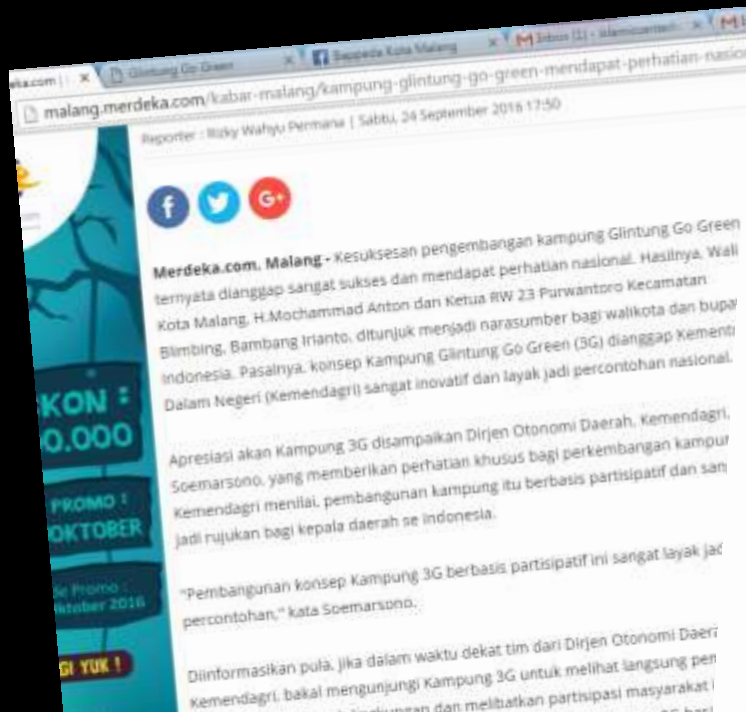 Glintung Go Green
Bappeda Kota Malang
malang.merdeka.com/kabar-malang/kampung-glintung-go-green-mendapat-perhatian-nasio
Reporter : Rizky Wahyu Permana | Sabtu, 24 September 2016 17:50
Merdeka.com, Malang - Kesuksesan pengembangan kampung Glintung Go Green
ternyata dianggap sangat sukses dan mendapat perhatian nasional. Hasilnya, Wali
Kota Malang, H.Mochammad Anton dan Ketua RW 23 Purwantoro Kecamatan
Blimbing, Bambang Irianto, ditunjuk menjadi narasumber bagi walikota dan bupa
Indonesia. Pasalnya, konsep Kampung Glintung Go Green (3G) dianggap Kement
Dalam Negeri (Kemendagri) sangat inovatif dan layak jadi percontohan nasional.
Apresiasi akan Kampung 3G disampaikan Dirjen Otonomi Daerah, Kemendagri,
Soemarsono, yang memberikan perhatian khusus bagi perkembangan kampu
Kemendagri menilai, pembangunan kampung itu berbasis partisipatif dan san
jadi rujukan bagi kepala daerah se Indonesia.
"Pembangunan konsep Kampung 3G berbasis partisipatif ini sangat layak jad
percontohan," kata Soemarsono.
Diinformasikan pula, jika dalam waktu dekat tim dari Dirjen Otonomi Daera
Kemendagri, bakal mengunjungi Kampung 3G untuk melihat langsung pem
dan melibatkan partisipasi masyarakat
KON :
0.000
PROMO :
OKTOBER
de Promo :
ktober 2016
GI YUK !